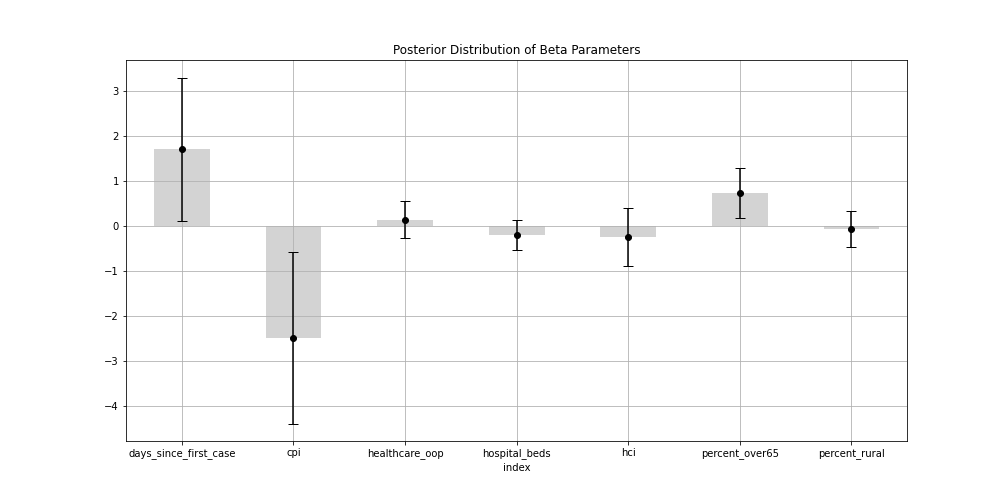 Posterior Distribution of Beta Parameters
3
2
1
0
−1
−2
−3
−4
days_since_first_case cpi healthcare_oop hospital_beds hci percent_over65 percent_rural
index